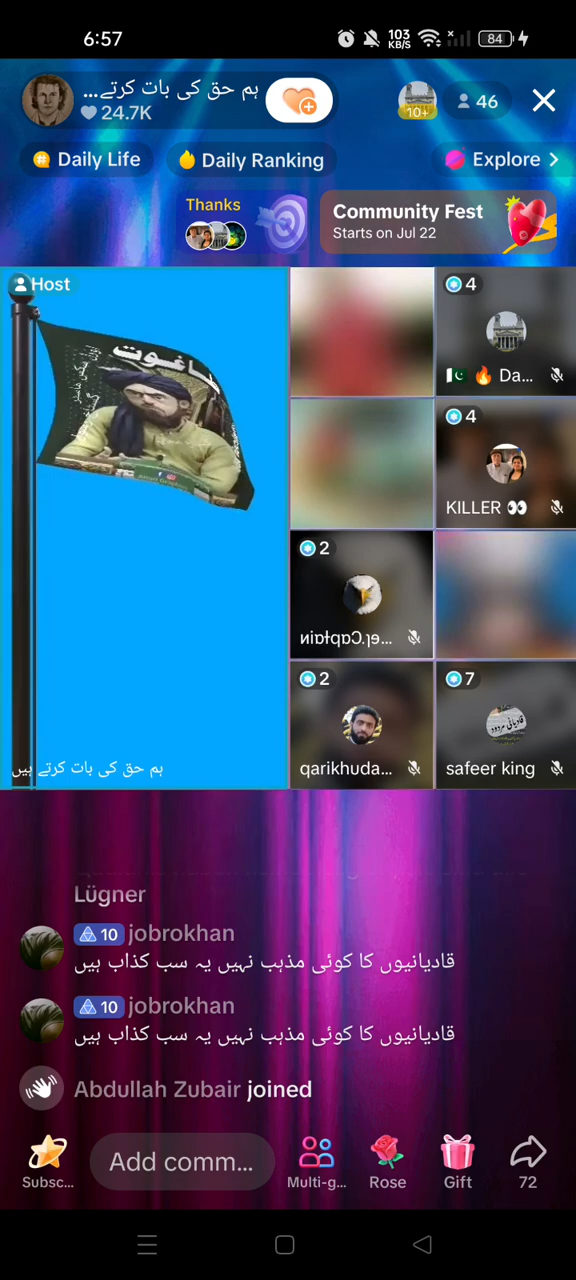 6:57
103
KB/S
84
ہم حق کی بات کرتے...
24.7K
10+
46
Daily Life
Daily Ranking
Explore
Thanks
Community Fest
Starts on Jul 22
Host
طاغوت
4
Da...
4
KILLER
2
2
qarikhuda...
7
قادیانی مردود
safeer king
ہم حق کی بات کرتے ہیں
Lügner
10 jobrokhan
قادیانیوں کا کوئی مذہب نہیں یہ سب کذاب ہیں
10 jobrokhan
قادیانیوں کا کوئی مذہب نہیں یہ سب کذاب ہیں
Abdullah Zubair joined
Add comm...
Subsc...
Multi-g...
Rose
Gift
72